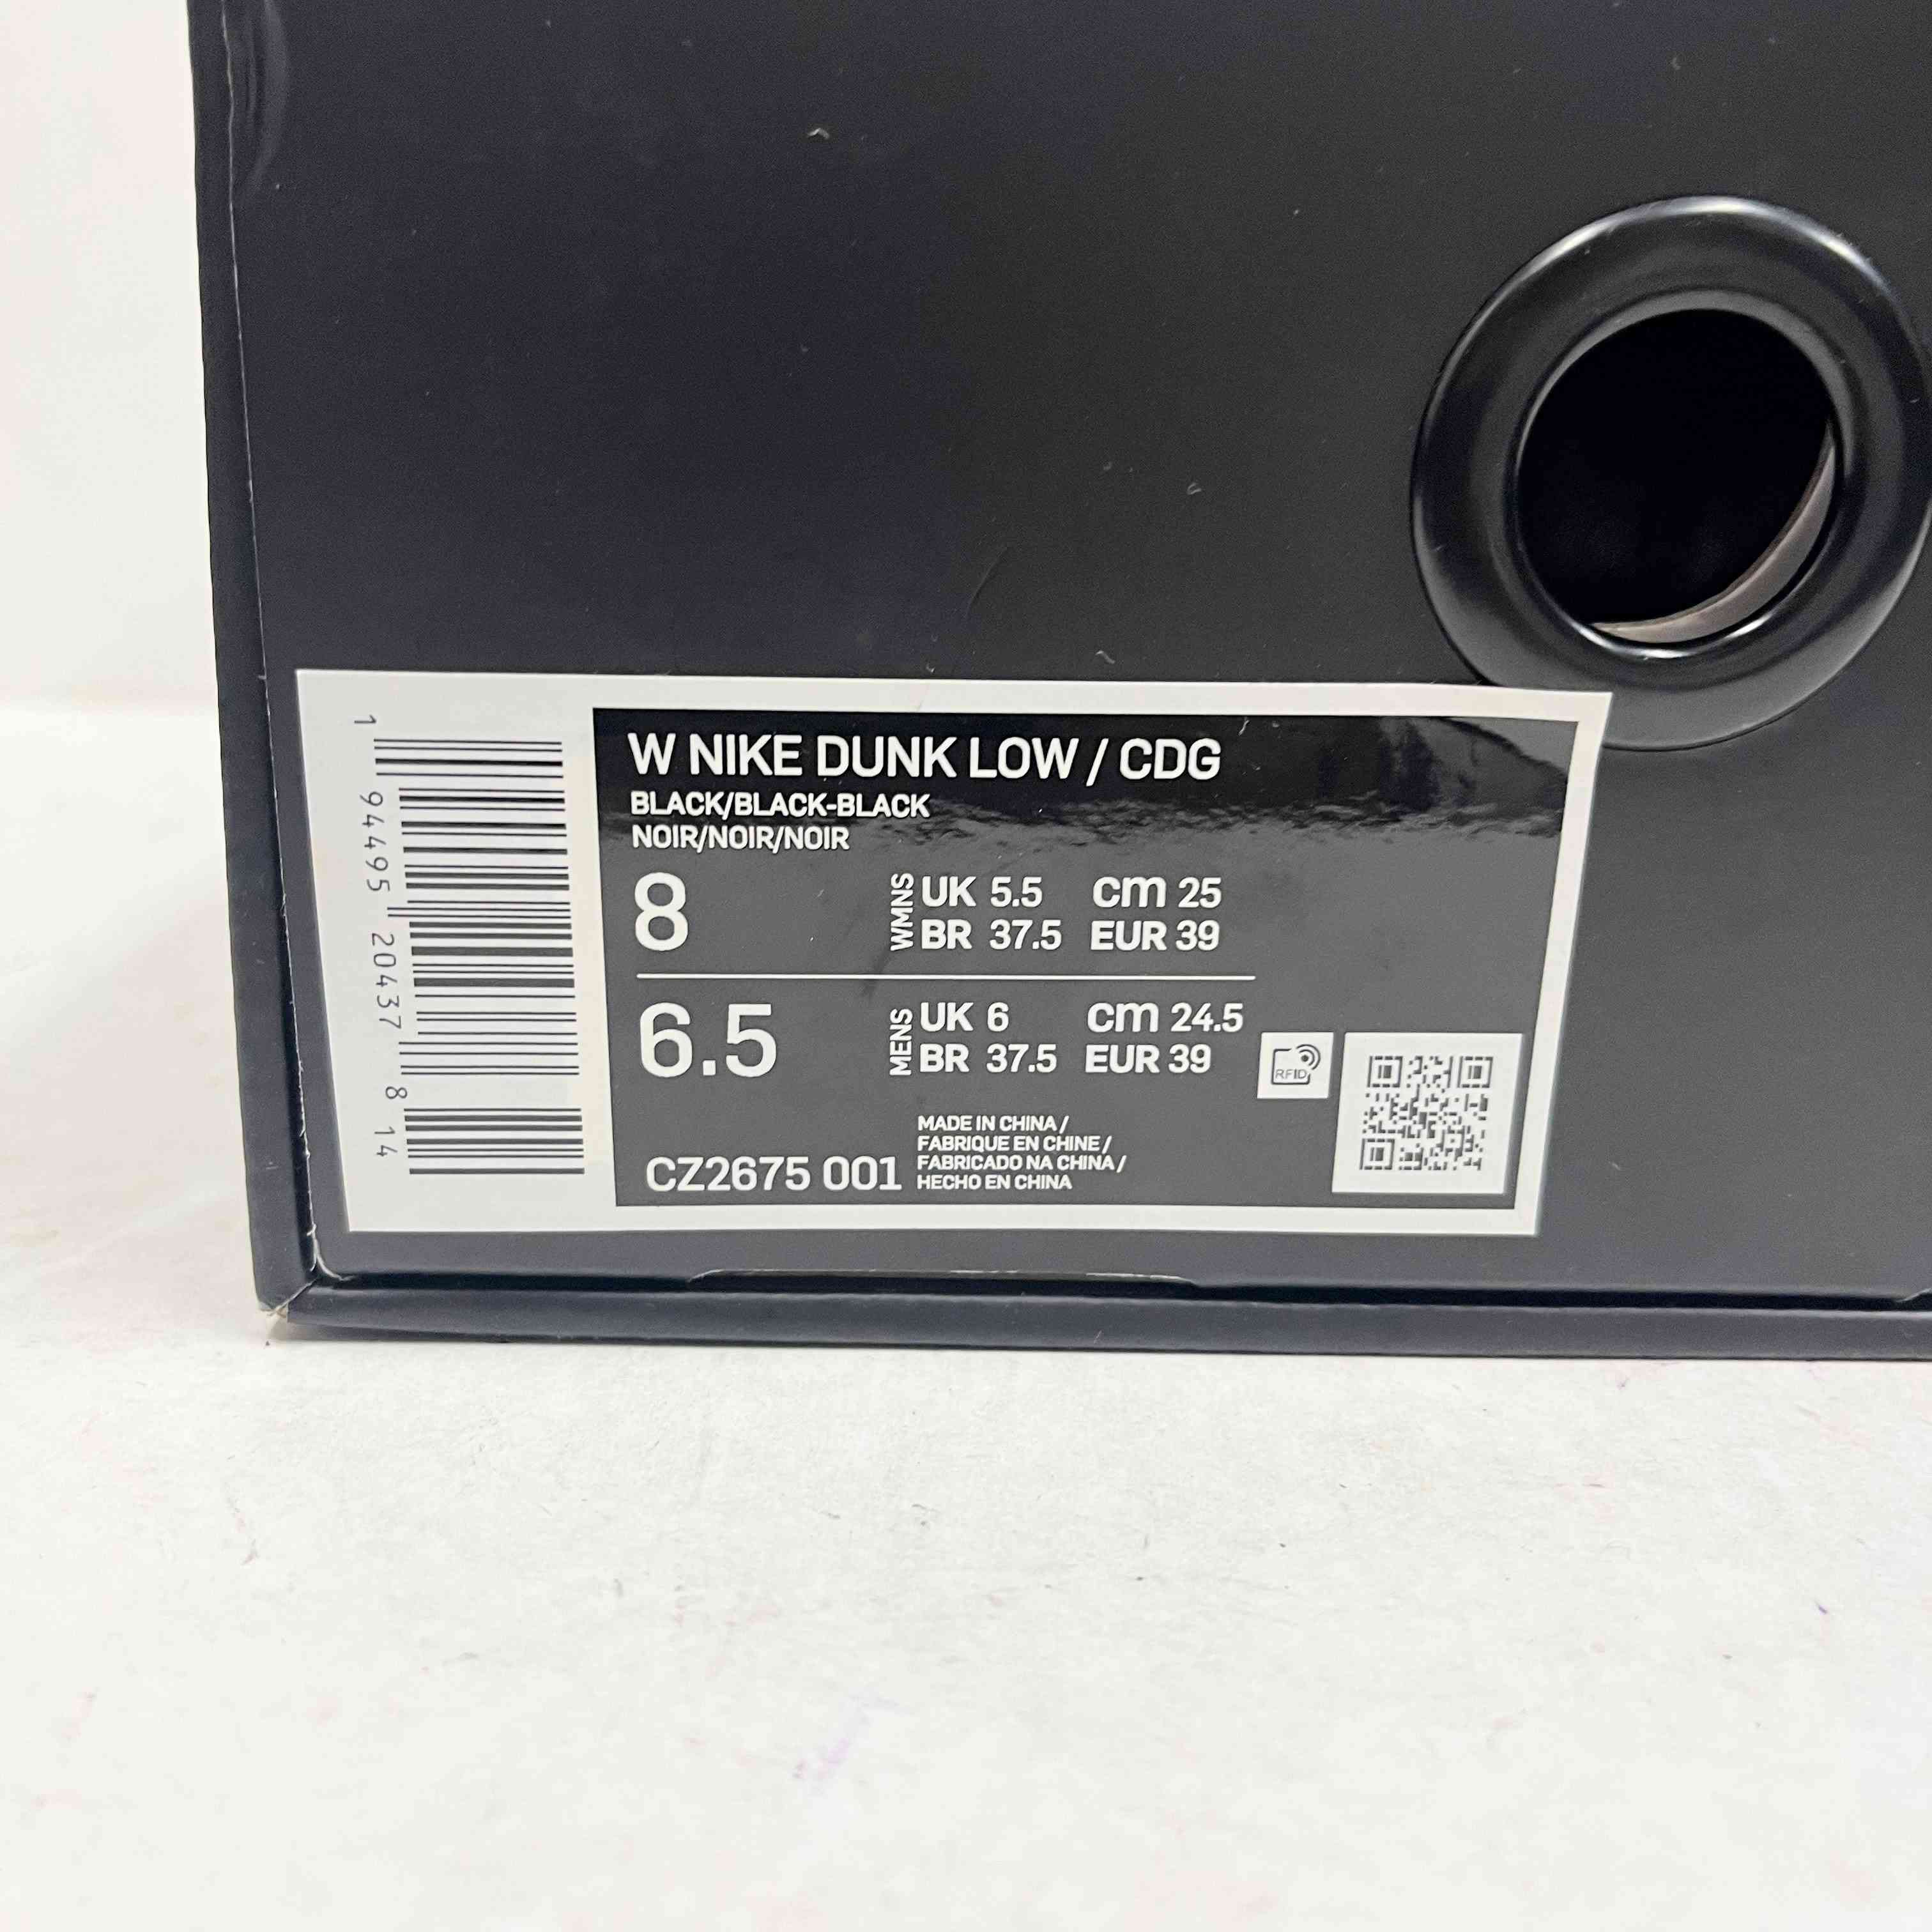 W NIKE DUNK LOW / CDG
BLACK/BLACK-BLACK
NOIR/NOIR/NOIR
8 WMNS UK 5.5 cm 25
BR 37.5 EUR 39
6.5 MENS UK 6 cm 24.5
BR 37.5 EUR 39
RFID
MADE IN CHINA /
FABRIQUE EN CHINE /
FABRICADO NA CHINA /
HECHO EN CHINA
CZ2675 001
1 94495 20437 8 14